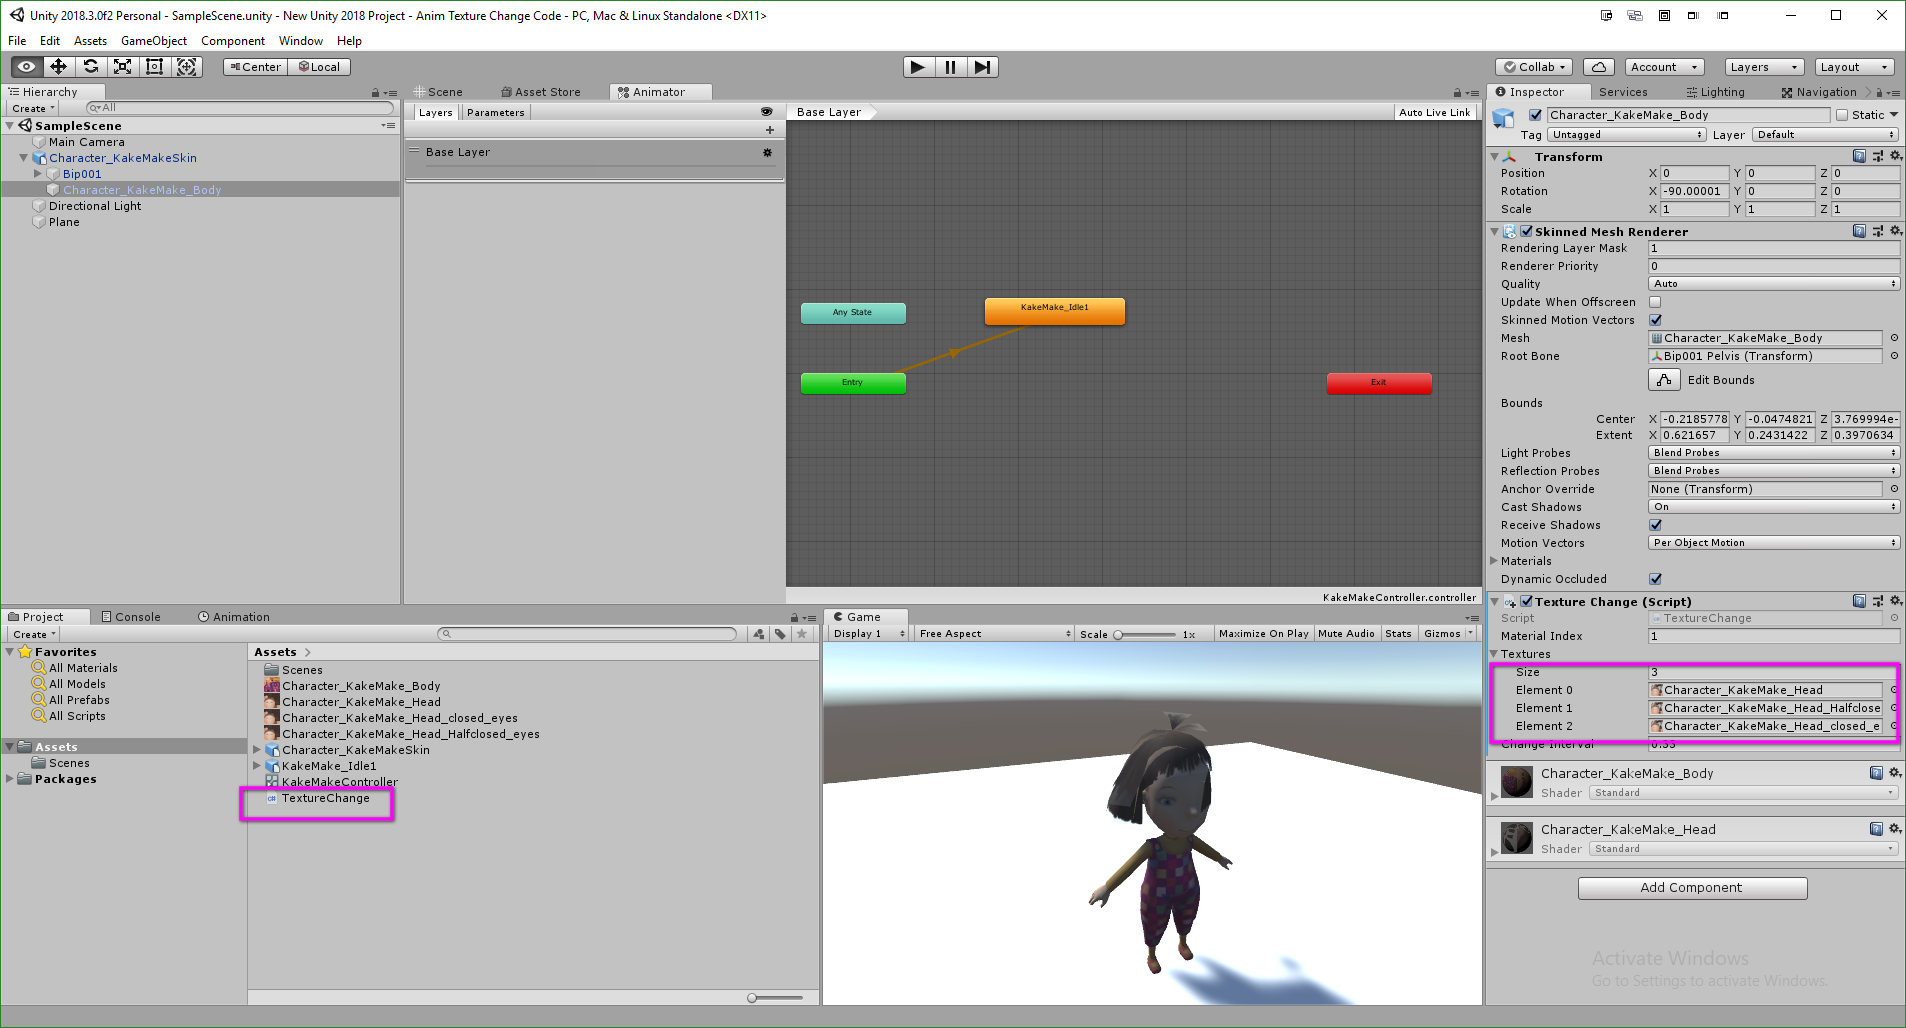 Unity 2018.3.0f2 Personal - SampleScene.unity - New Unity 2018 Project - Anim Texture Change Code - PC, Mac & Linux Standalone <DX11>
File Edit Assets GameObject Component Window Help
Center Local Collab Account Layers Layout
Hierarchy
Create All
SampleScene
Main Camera
Character_KakeMakeSkin
Bip001
Character_KakeMake_Body
Directional Light
Plane
Scene Asset Store Animator
Layers Parameters
Base Layer Auto Live Link
Base Layer
Any State
KakeMake_Idle1
Entry
Exit
KakeMakeController.controller
Inspector Services Lighting Navigation
Character_KakeMake_Body Static
Tag Untagged Layer Default
Transform
Position X 0 Y 0 Z 0
Rotation X -90.00001 Y 0 Z 0
Scale X 1 Y 1 Z 1
Skinned Mesh Renderer
Rendering Layer Mask 1
Renderer Priority 0
Quality Auto
Update When Offscreen
Skinned Motion Vectors
Mesh Character_KakeMake_Body
Root Bone Bip001 Pelvis (Transform)
Edit Bounds
Bounds
Center X -0.2185778 Y -0.0474821 Z 3.769994e-
Extent X 0.621657 Y 0.2431422 Z 0.3970634
Light Probes Blend Probes
Reflection Probes Blend Probes
Anchor Override None (Transform)
Cast Shadows On
Receive Shadows
Motion Vectors Per Object Motion
Materials
Dynamic Occluded
Texture Change (Script)
Script TextureChange
Material Index 1
Textures
Size 3
Element 0 Character_KakeMake_Head
Element 1 Character_KakeMake_Head_Halfclose
Element 2 Character_KakeMake_Head_closed_e
Change Interval 0.33
Character_KakeMake_Body
Shader Standard
Character_KakeMake_Head
Shader Standard
Add Component
Project Console Animation
Create
Favorites
All Materials
All Models
All Prefabs
All Scripts
Assets
Scenes
Packages
Assets
Scenes
Character_KakeMake_Body
Character_KakeMake_Head
Character_KakeMake_Head_closed_eyes
Character_KakeMake_Head_Halfclosed_eyes
Character_KakeMakeSkin
KakeMake_Idle1
KakeMakeController
TextureChange
Game
Display 1 Free Aspect Scale 1x Maximize On Play Mute Audio Stats Gizmos
Activate Windows
Go to Settings to activate Windows.